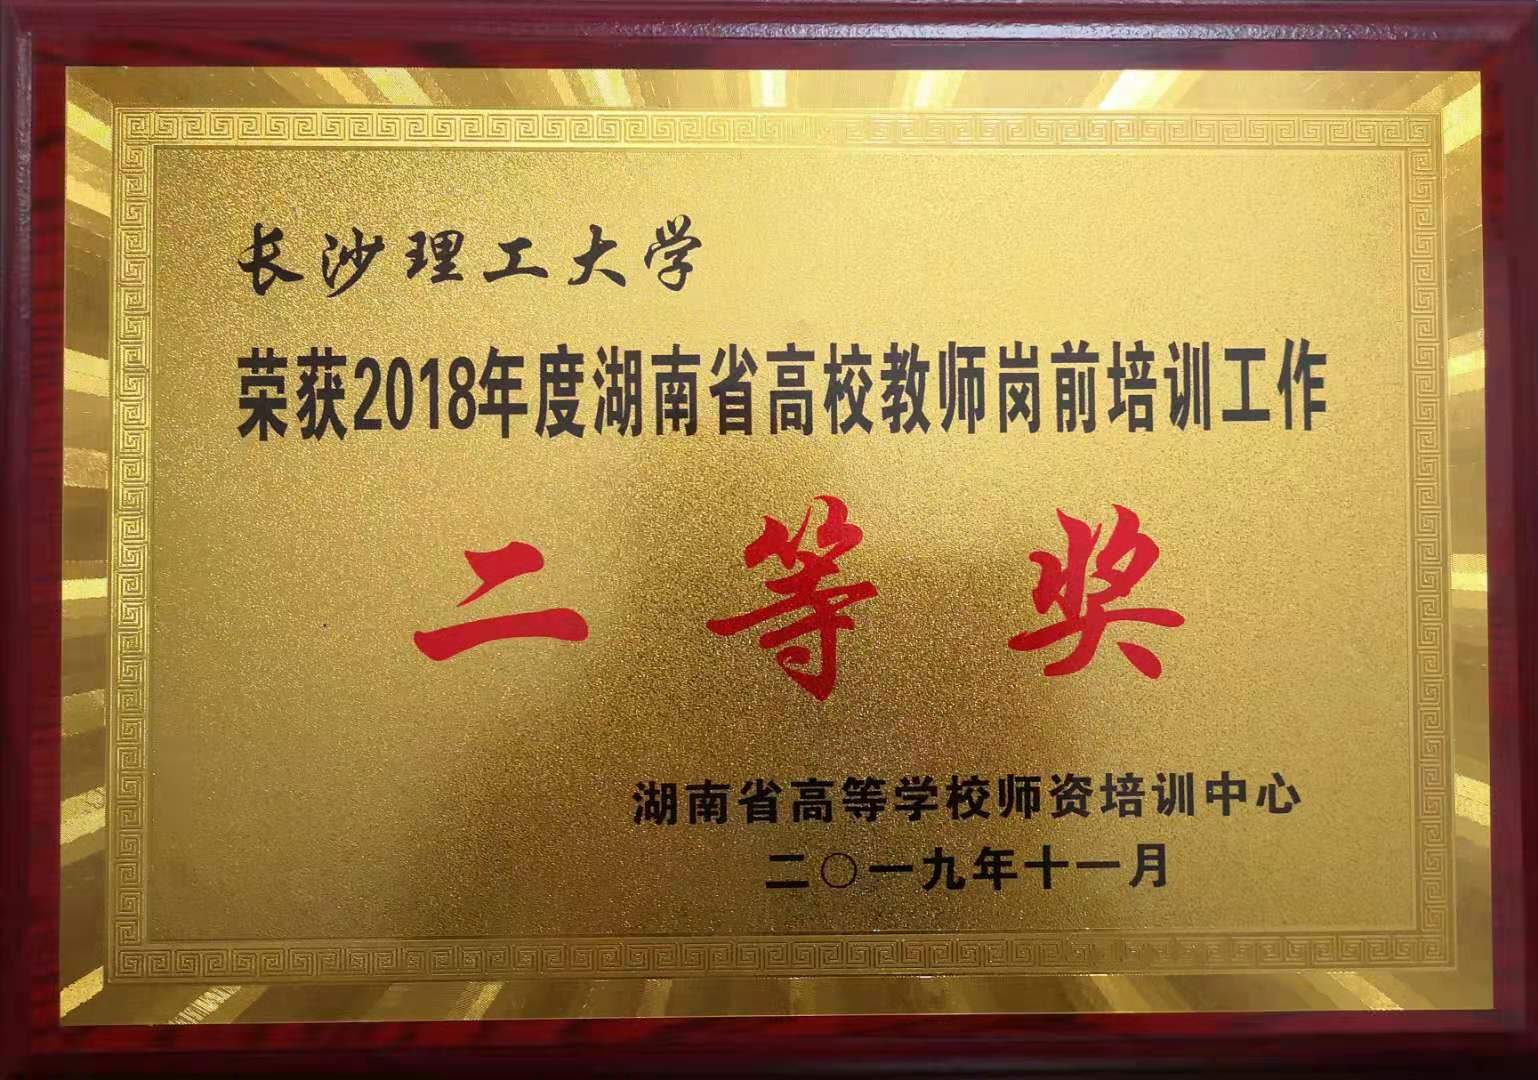 长沙理工大学
荣获2018年度湖南省高校教师岗前培训工作
二等奖
湖南省高等学校师资培训中心
二〇一九年十一月